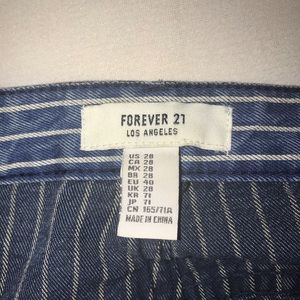 FOREVER 21
LOS ANGELES
US 28
CA 28
MX 28
BR 28
EU 40
UK 28
KR 71
JP 71
CN 165/71A
MADE IN CHINA